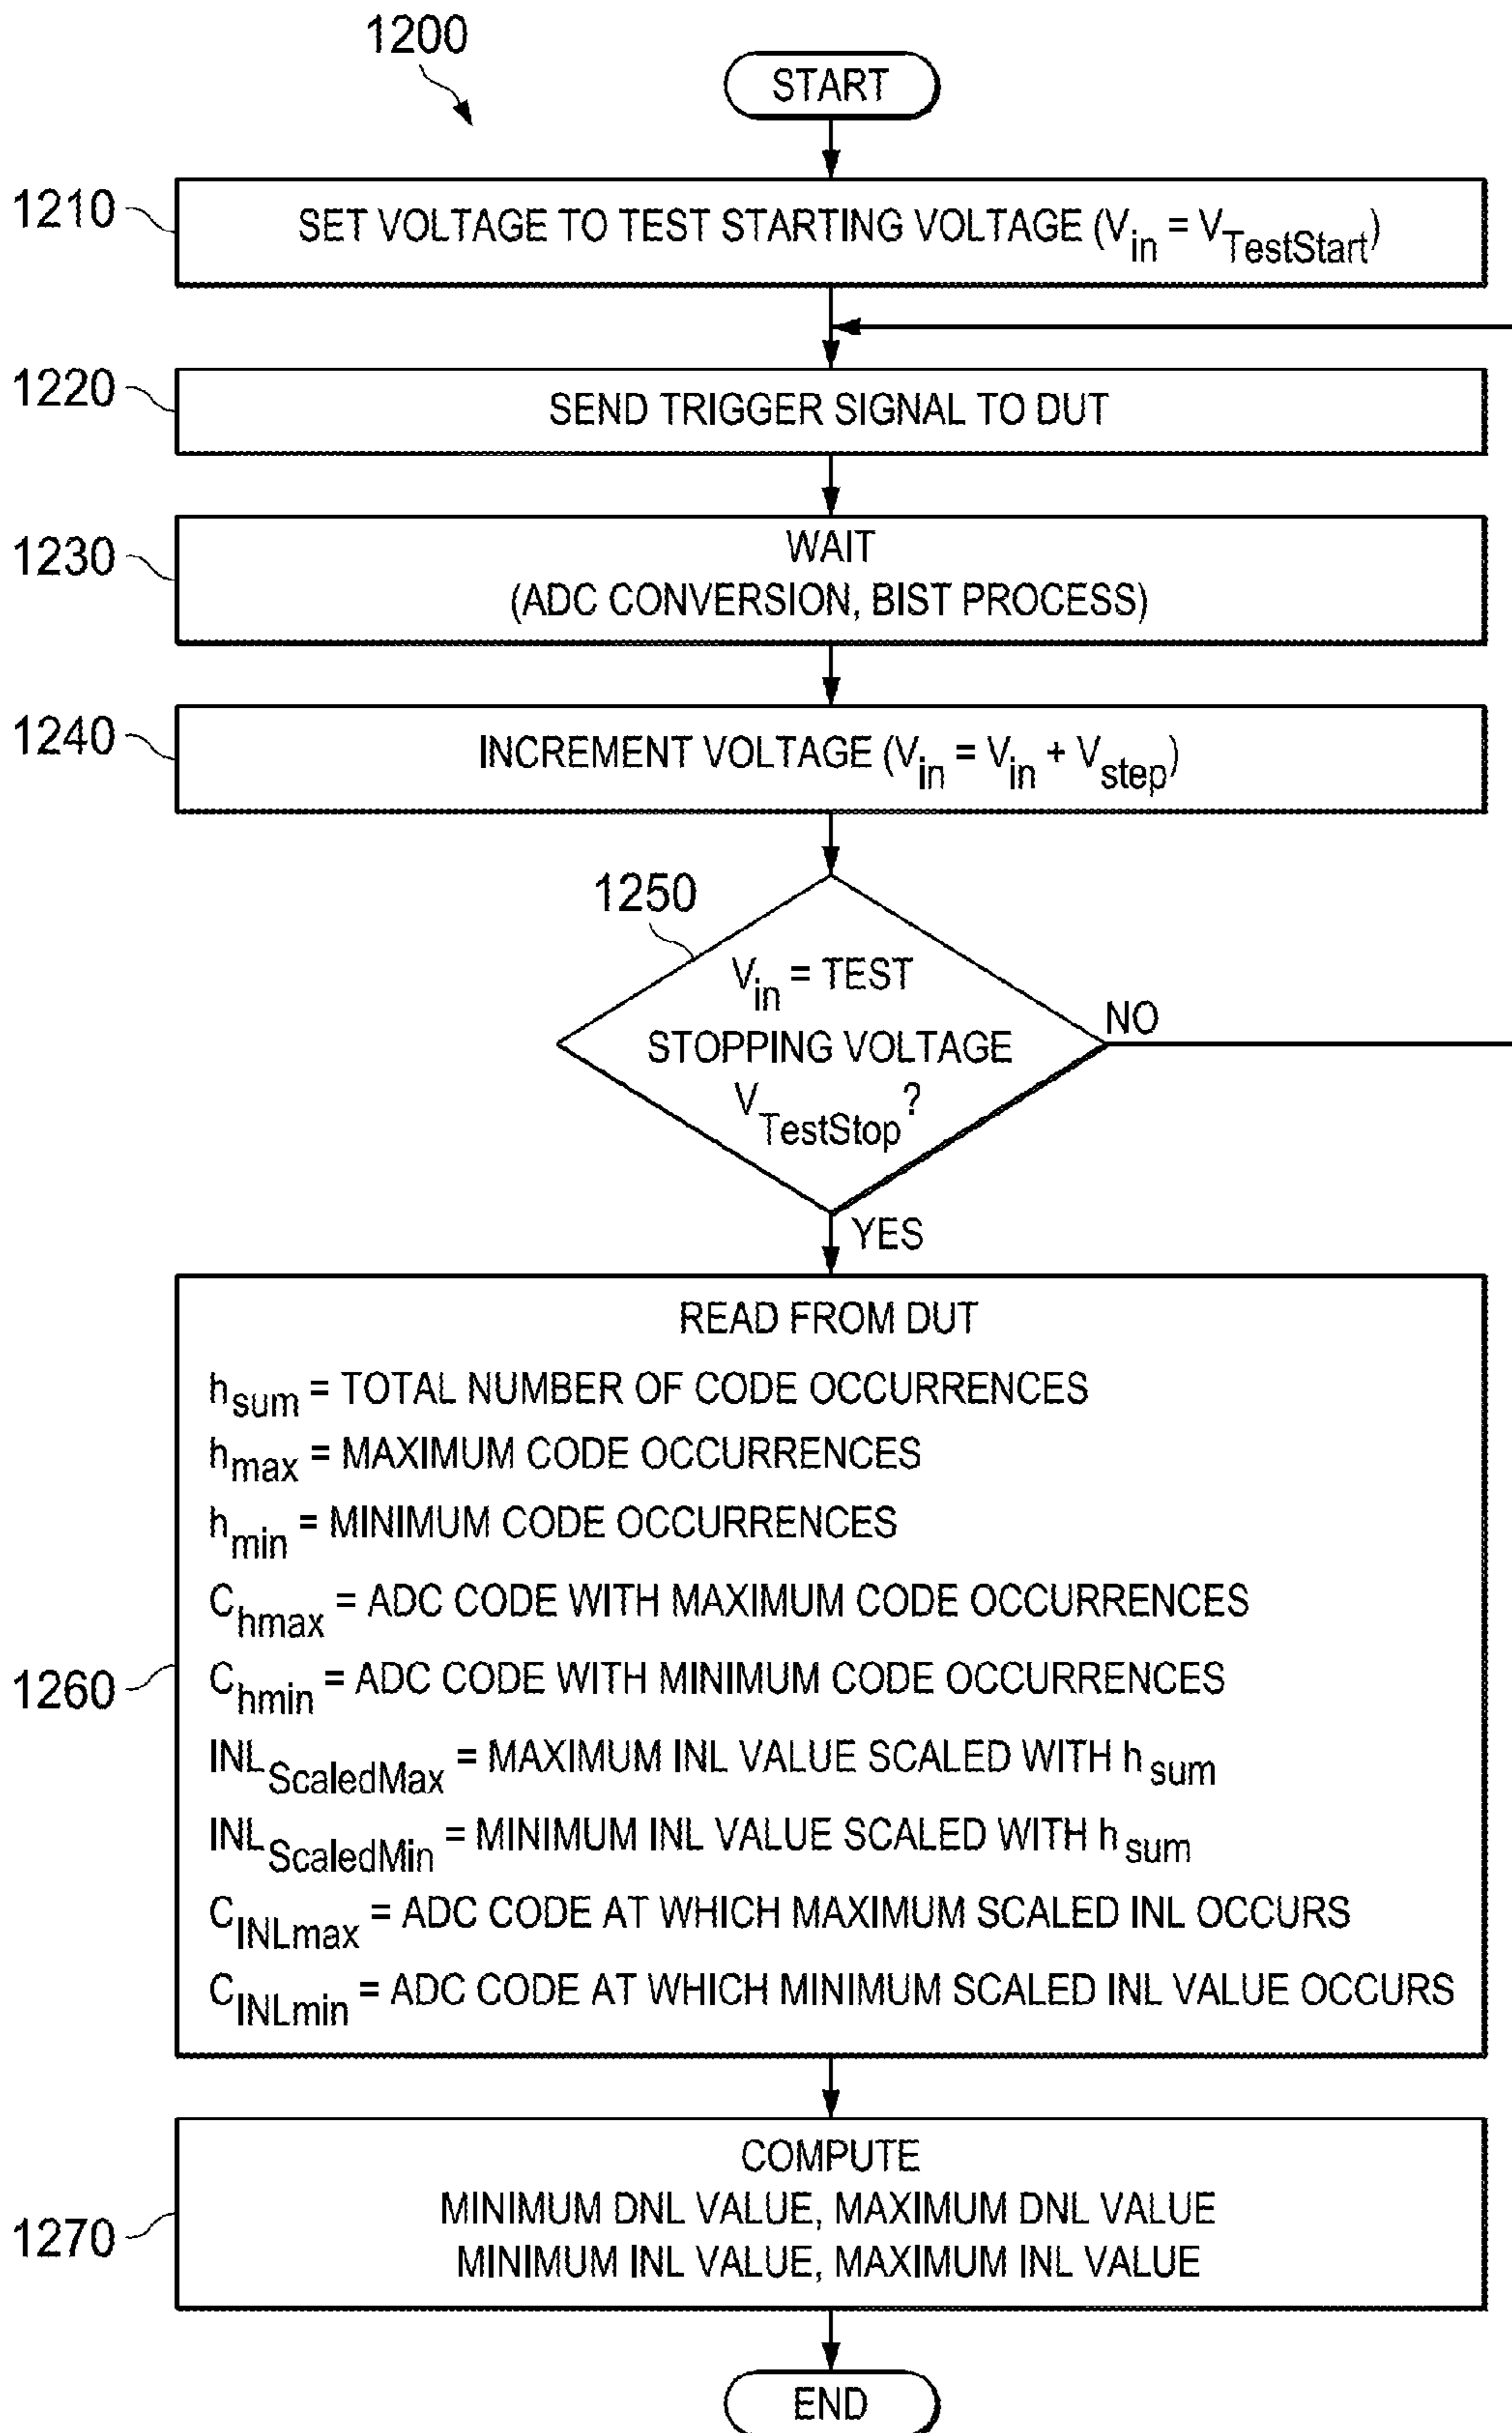 1200
START
1210
SET VOLTAGE TO TEST STARTING VOLTAGE (Vin = VTestStart)
1220
SEND TRIGGER SIGNAL TO DUT
1230
WAIT
(ADC CONVERSION, BIST PROCESS)
1240
INCREMENT VOLTAGE (Vin = Vin + Vstep)
1250
Vin = TEST
STOPPING VOLTAGE
VTestStop ?
NO
YES
1260
READ FROM DUT
hsum = TOTAL NUMBER OF CODE OCCURRENCES
hmax = MAXIMUM CODE OCCURRENCES
hmin = MINIMUM CODE OCCURRENCES
Chmax = ADC CODE WITH MAXIMUM CODE OCCURRENCES
Chmin = ADC CODE WITH MINIMUM CODE OCCURRENCES
INLScaledMax = MAXIMUM INL VALUE SCALED WITH hsum
INLScaledMin = MINIMUM INL VALUE SCALED WITH hsum
CINLmax = ADC CODE AT WHICH MAXIMUM SCALED INL OCCURS
CINLmin = ADC CODE AT WHICH MINIMUM SCALED INL VALUE OCCURS
1270
COMPUTE
MINIMUM DNL VALUE, MAXIMUM DNL VALUE
MINIMUM INL VALUE, MAXIMUM INL VALUE
END